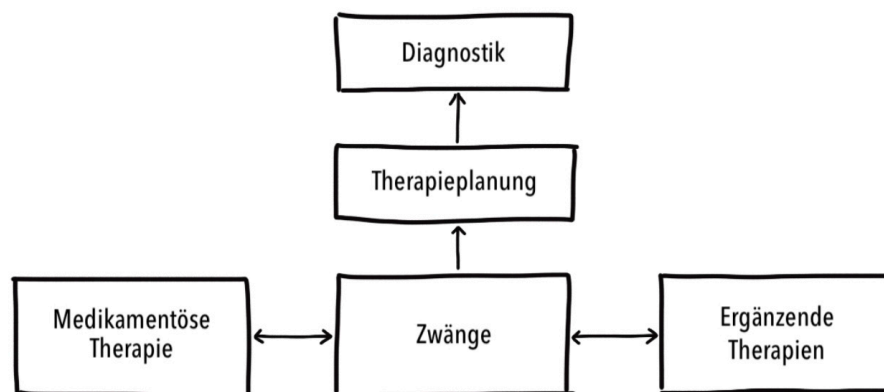 Diagnostik
Therapieplanung
Medikamentöse
Therapie
Zwänge
Ergänzende
Therapien